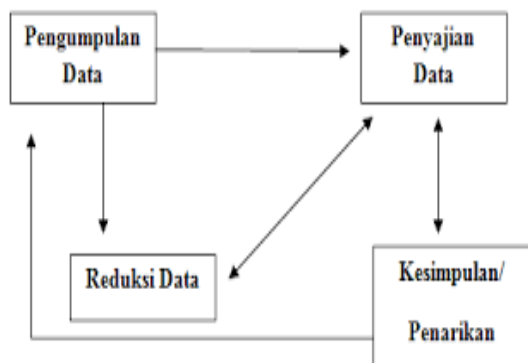 Pengumpulan
Data
Penyajian
Data
Reduksi Data
Kesimpulan/
Penarikan